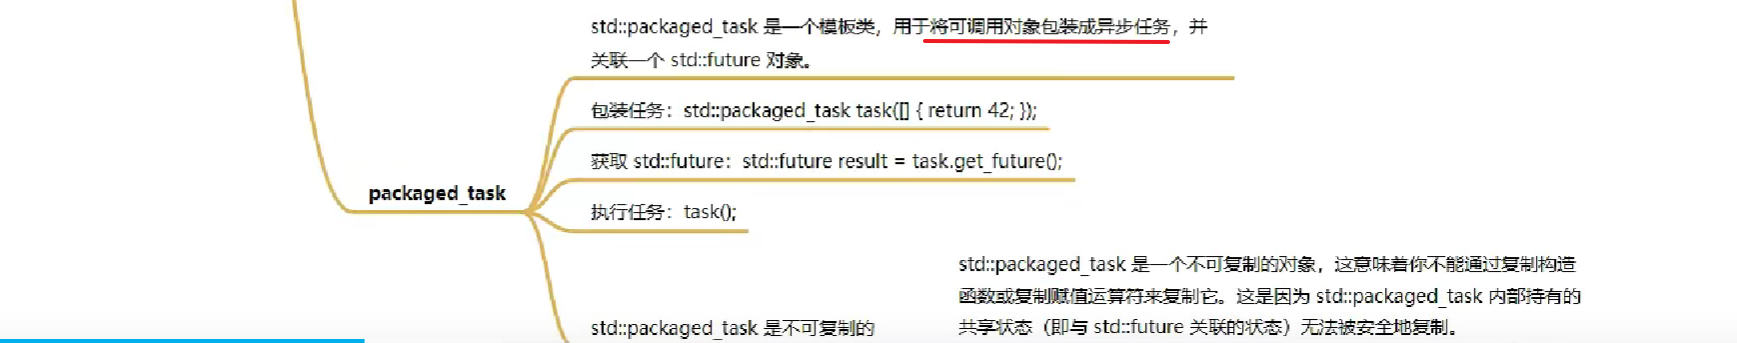 std::packaged_task 是一个模板类，用于将可调用对象包装成异步任务，并
关联一个 std::future 对象。
包装任务：std::packaged_task task([] { return 42; });
获取 std::future：std::future result = task.get_future();
packaged_task
执行任务：task();
std::packaged_task 是一个不可复制的对象，这意味着你不能通过复制构造
函数或复制赋值运算符来复制它。这是因为 std::packaged_task 内部持有的
共享状态（即与 std::future 关联的状态）无法被安全地复制。
std::packaged_task 是不可复制的